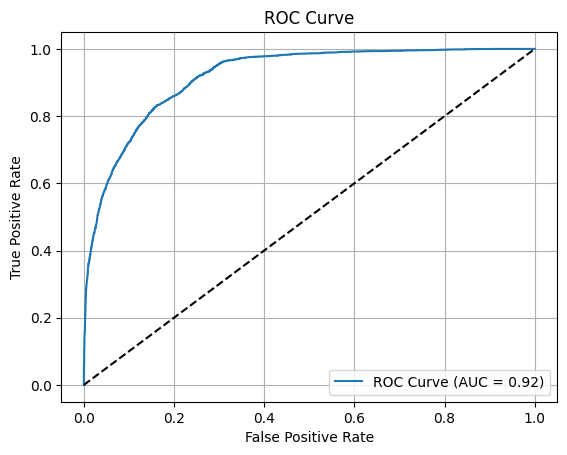 ROC Curve
1.0
0.8
0.6
0.4
0.2
0.0
True Positive Rate
ROC Curve (AUC = 0.92)
0.0 0.2 0.4 0.6 0.8 1.0
False Positive Rate